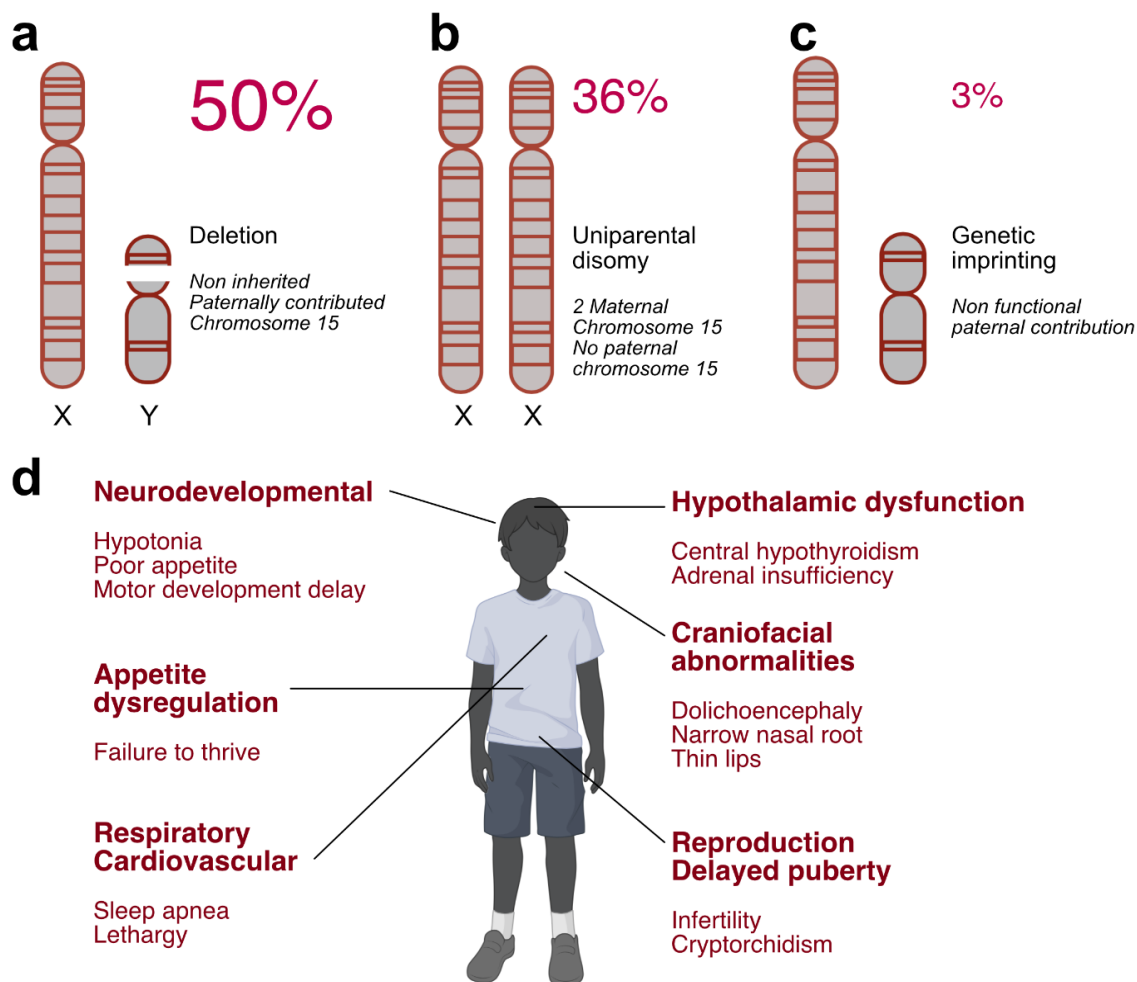 a
50%
Deletion
Non inherited
Paternally contributed
Chromosome 15
X
Y
b
36%
Uniparental
disomy
2 Maternal
Chromosome 15
No paternal
chromosome 15
X
X
c
3%
Genetic
imprinting
Non functional
paternal contribution
d
Neurodevelopmental
Hypotonia
Poor appetite
Motor development delay
Appetite
dysregulation
Failure to thrive
Respiratory
Cardiovascular
Sleep apnea
Lethargy
Hypothalamic dysfunction
Central hypothyroidism
Adrenal insufficiency
Craniofacial
abnormalities
Dolichoencephaly
Narrow nasal root
Thin lips
Reproduction
Delayed puberty
Infertility
Cryptorchidism